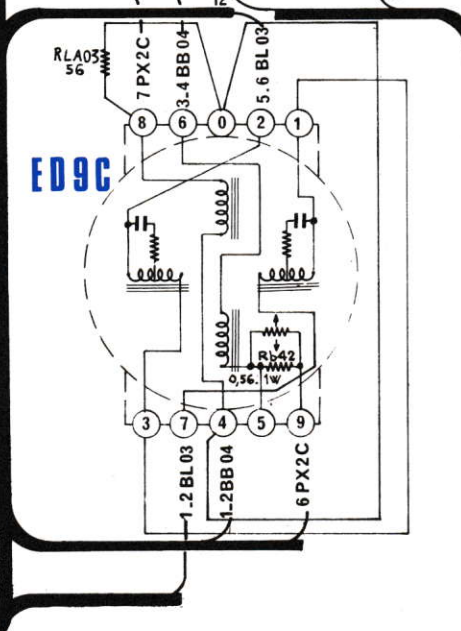 12
RLA03
56
7 PX2C
3-4 BB 04
5.6 BL 03
8 6 0 2 1
ED9C
Rb42
0,56. 1W
3 7 4 5 9
1-2 BL 03
1-2BB 04
6 PX2C